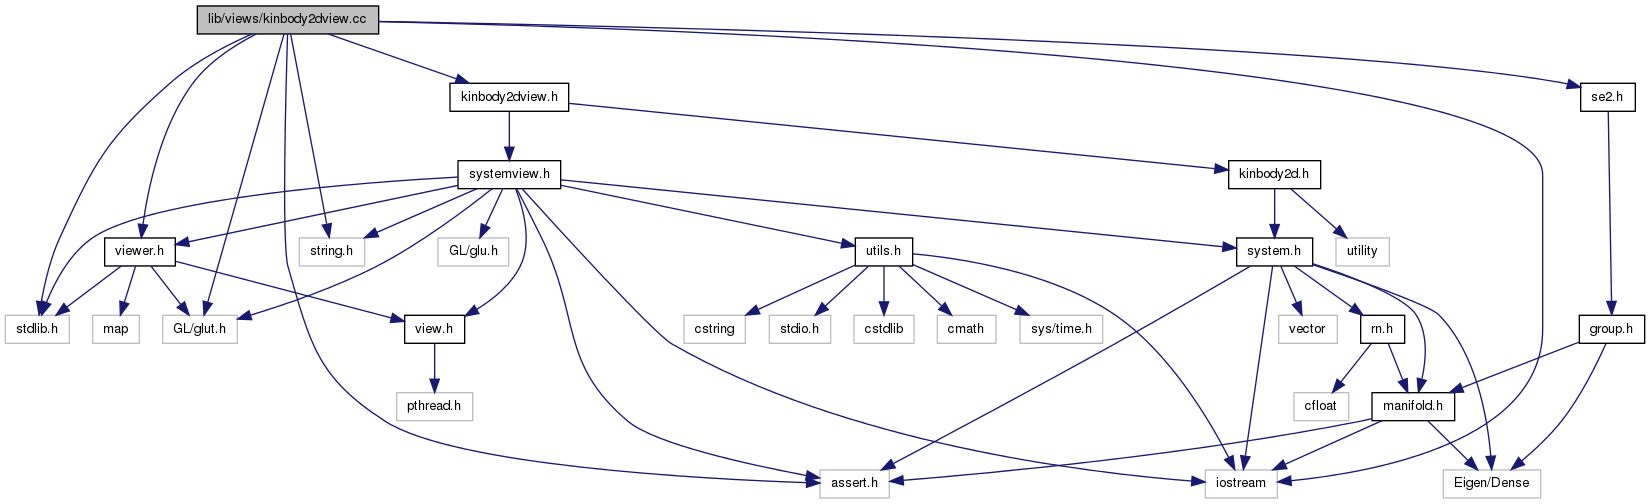 lib/views/kinbody2dview.cc
kinbody2dview.h
se2.h
systemview.h
kinbody2d.h
viewer.h
string.h
GL/glu.h
utils.h
system.h
utility
stdlib.h
map
GL/glut.h
view.h
cstring
stdio.h
cstdlib
cmath
sys/time.h
vector
rn.h
group.h
pthread.h
cfloat
manifold.h
assert.h
iostream
Eigen/Dense